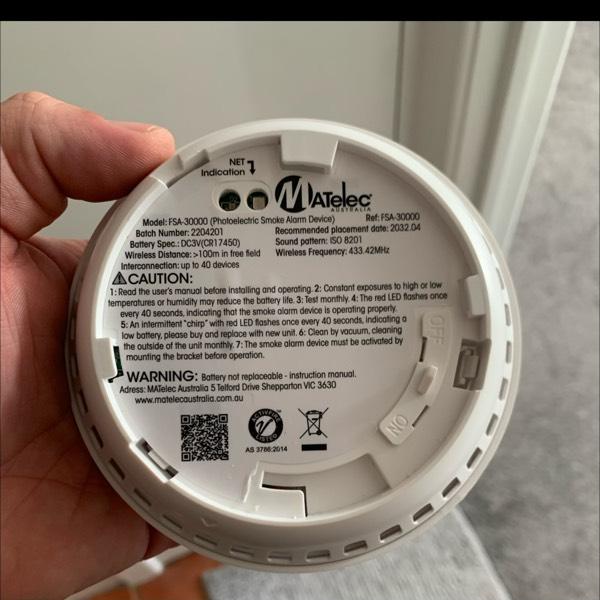 NET
Indication
MATelec
AUSTRALIA
Model: FSA-30000 (Photoelectric Smoke Alarm Device) Ref: FSA-30000
Batch Number: 2204201 Recommended placement date: 2032.04
Battery Spec.: DC3V(CR17450) Sound pattern: ISO 8201
Wireless Distance: >100m in free field Wireless Frequency: 433.42MHz
Interconnection: up to 40 devices
CAUTION:
1: Read the user's manual before installing and operating. 2: Constant exposures to high or low
temperatures or humidity may reduce the battery life. 3: Test monthly. 4: The red LED flashes once
every 40 seconds, indicating that the smoke alarm device is operating properly.
5: An intermittent "chirp" with red LED flashes once every 40 seconds, indicating a
low battery, please buy and replace with new unit. 6: Clean by vacuum, cleaning
the outside of the unit monthly. 7: The smoke alarm device must be activated by
mounting the bracket before operation.
OFF
ON
WARNING: Battery not replaceable - instruction manual.
Adress: MATelec Australia 5 Telford Drive Shepparton VIC 3630
www.matelecaustralia.com.au
ACTIVFIRE
LISTED
AS 3786:2014